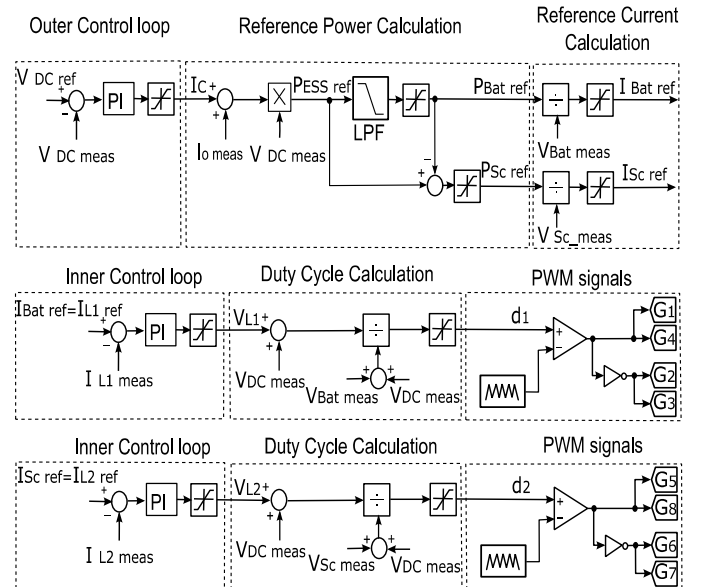 Outer Control loop
Reference Power Calculation
Reference Current
Calculation
V DC ref
+
−
PI
V DC meas
IC+
+
Io meas
X
V DC meas
PESS ref
LPF
PBat ref
÷
I Bat ref
VBat meas
−
+
PSc ref
÷
ISc ref
V Sc_meas
Inner Control loop
Duty Cycle Calculation
PWM signals
IBat ref=IL1 ref
+
−
PI
I L1 meas
VL1+
+
VDC meas
÷
+
+
VBat meas
VDC meas
d1
+
−
G1
G4
G2
G3
Inner Control loop
Duty Cycle Calculation
PWM signals
ISc ref=IL2 ref
+
−
PI
I L2 meas
VL2+
+
VDC meas
÷
+
+
VSc meas
VDC meas
d2
+
−
G5
G8
G6
G7